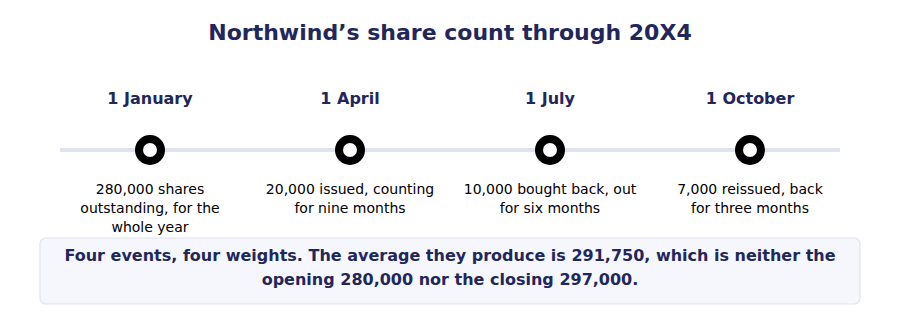 Northwind’s share count through 20X4
1 January
1 April
1 July
1 October
280,000 shares
outstanding, for the
whole year
20,000 issued, counting
for nine months
10,000 bought back, out
for six months
7,000 reissued, back
for three months
Four events, four weights. The average they produce is 291,750, which is neither the
opening 280,000 nor the closing 297,000.